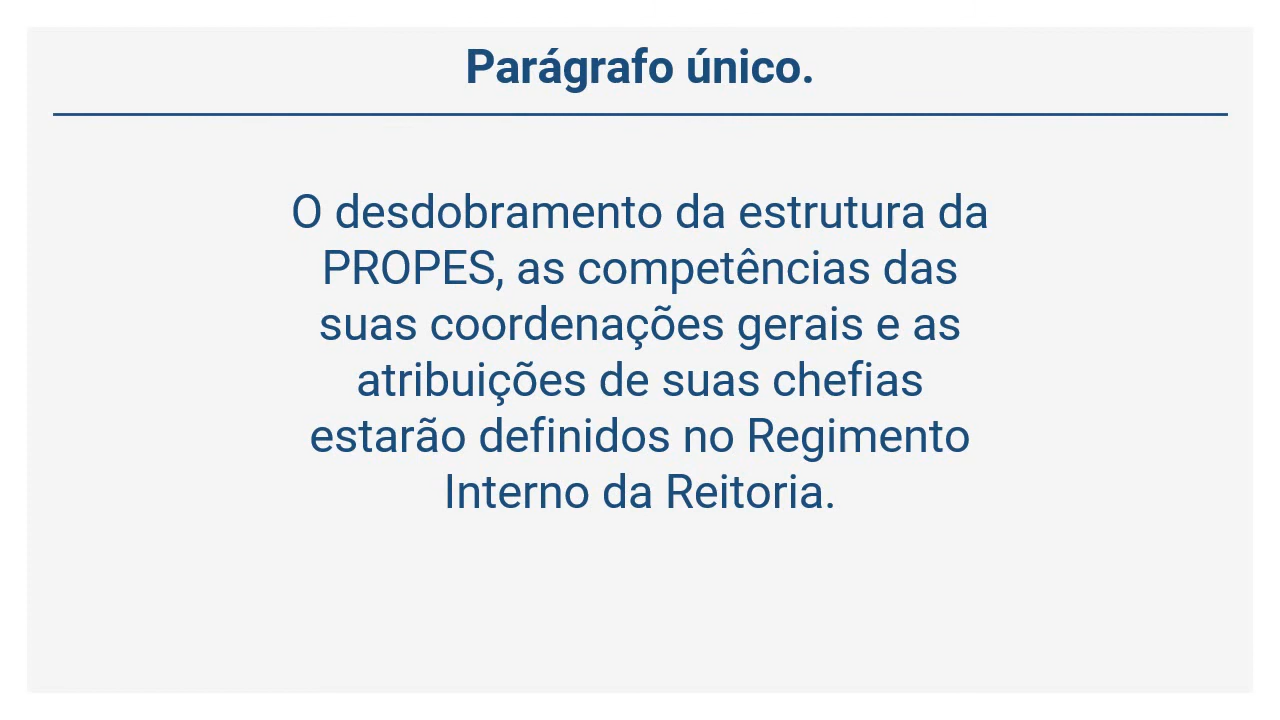 Parágrafo único.
O desdobramento da estrutura da
PROPES, as competências das
suas coordenações gerais e as
atribuições de suas chefias
estarão definidos no Regimento
Interno da Reitoria.